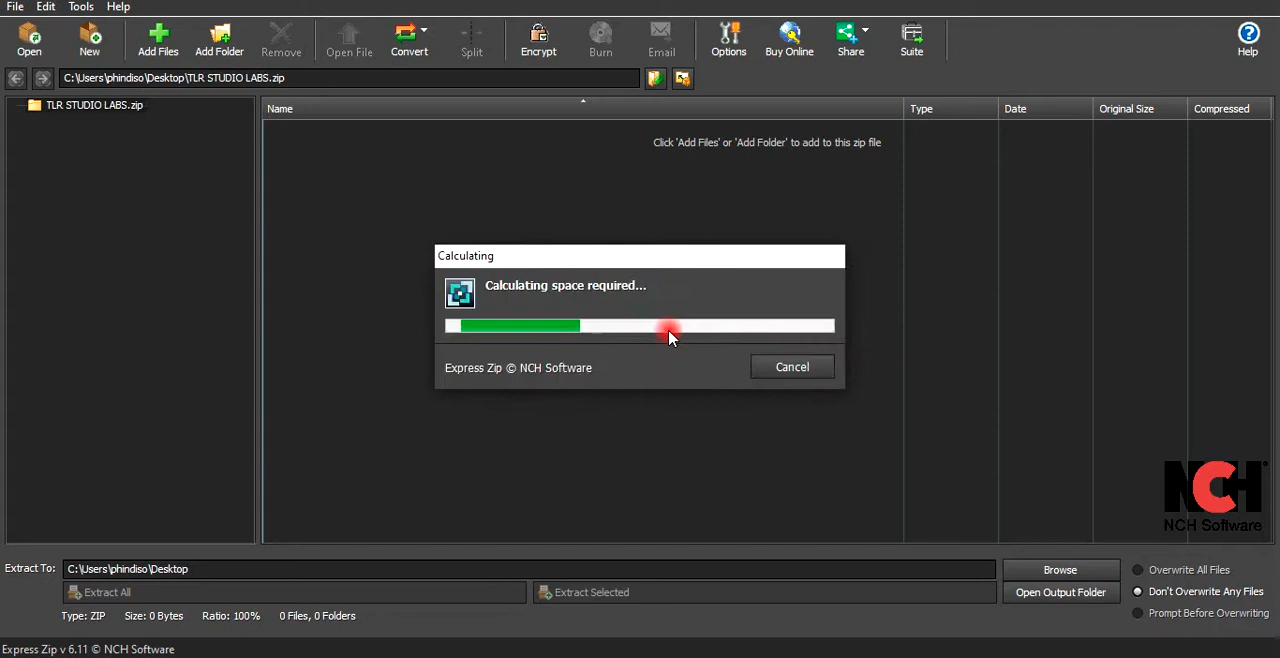 File Edit Tools Help
Open New Add Files Add Folder Remove Open File Convert Split Encrypt Burn Email Options Buy Online Share Suite Help
C:\Users\phindiso\Desktop\TLR STUDIO LABS.zip
TLR STUDIO LABS.zip
Name Type Date Original Size Compressed
Click 'Add Files' or 'Add Folder' to add to this zip file
Calculating
Calculating space required...
Express Zip © NCH Software
Cancel
NCH
NCH Software
Extract To: C:\Users\phindiso\Desktop Browse Overwrite All Files
Extract All Extract Selected Open Output Folder Don't Overwrite Any Files
Type: ZIP Size: 0 Bytes Ratio: 100% 0 Files, 0 Folders Prompt Before Overwriting
Express Zip v 6.11 © NCH Software